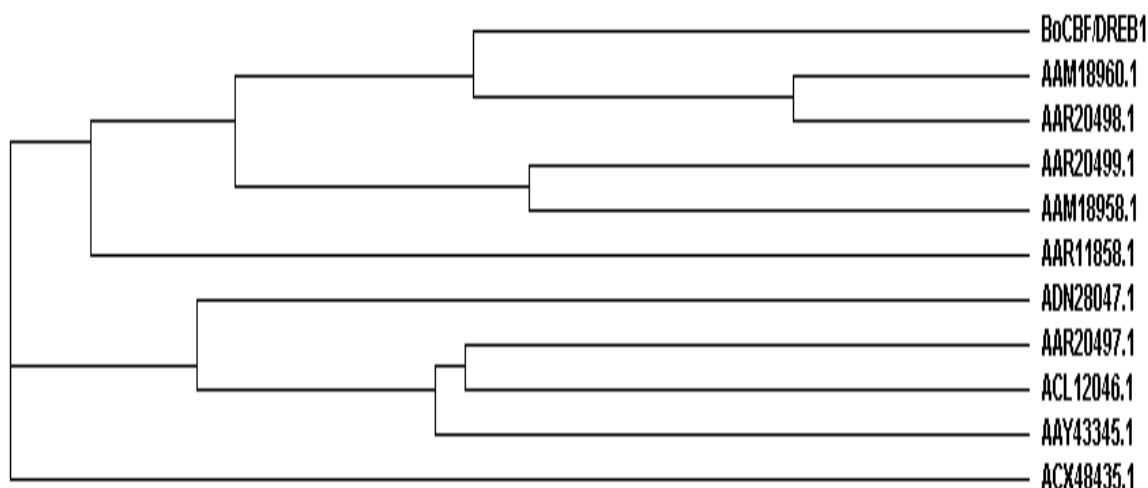 BoCBF/DREB1
AAM18960.1
AAR20498.1
AAR20499.1
AAM18958.1
AAR11858.1
ADN28047.1
AAR20497.1
ACL12046.1
AAY43345.1
ACX48435.1